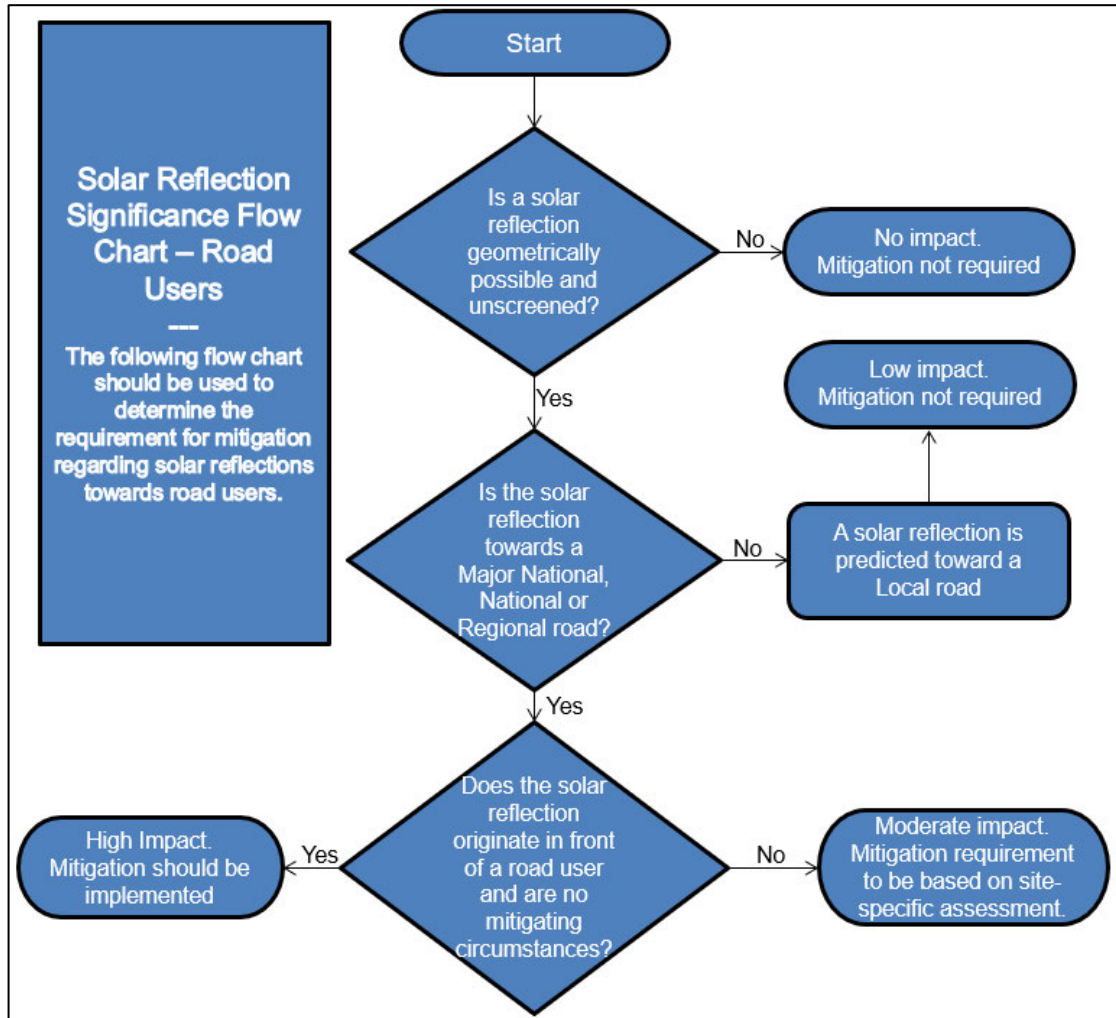 Solar Reflection
Significance Flow
Chart – Road
Users
---
The following flow chart
should be used to
determine the
requirement for mitigation
regarding solar reflections
towards road users.
Start
Is a solar
reflection
geometrically
possible and
unscreened?
No
No impact.
Mitigation not required
Yes
Low impact.
Mitigation not required
Is the solar
reflection
towards a
Major National,
National or
Regional road?
No
A solar reflection is
predicted toward a
Local road
Yes
Does the solar
reflection
originate in front
of a road user
and are no
mitigating
circumstances?
Yes
High Impact.
Mitigation should be
implemented
No
Moderate impact.
Mitigation requirement
to be based on site-
specific assessment.